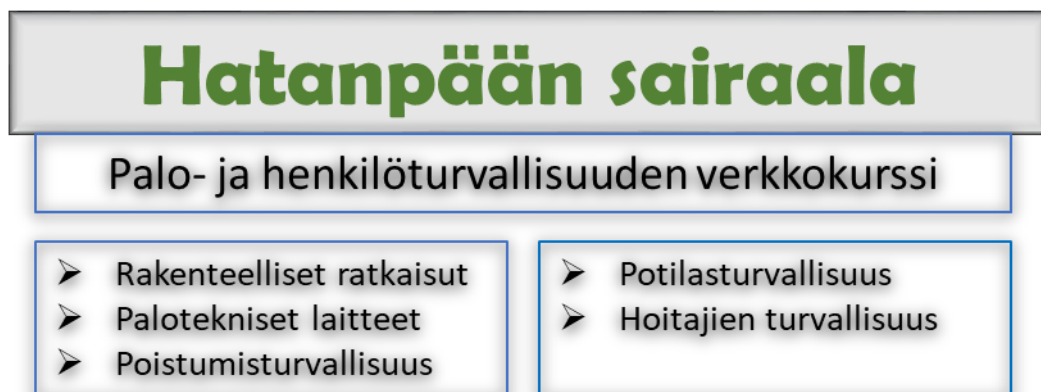 Hatanpään sairaala
Palo- ja henkilöturvallisuuden verkkokurssi
➢ Rakenteelliset ratkaisut
➢ Palotekniset laitteet
➢ Poistumisturvallisuus
➢ Potilasturvallisuus
➢ Hoitajien turvallisuus